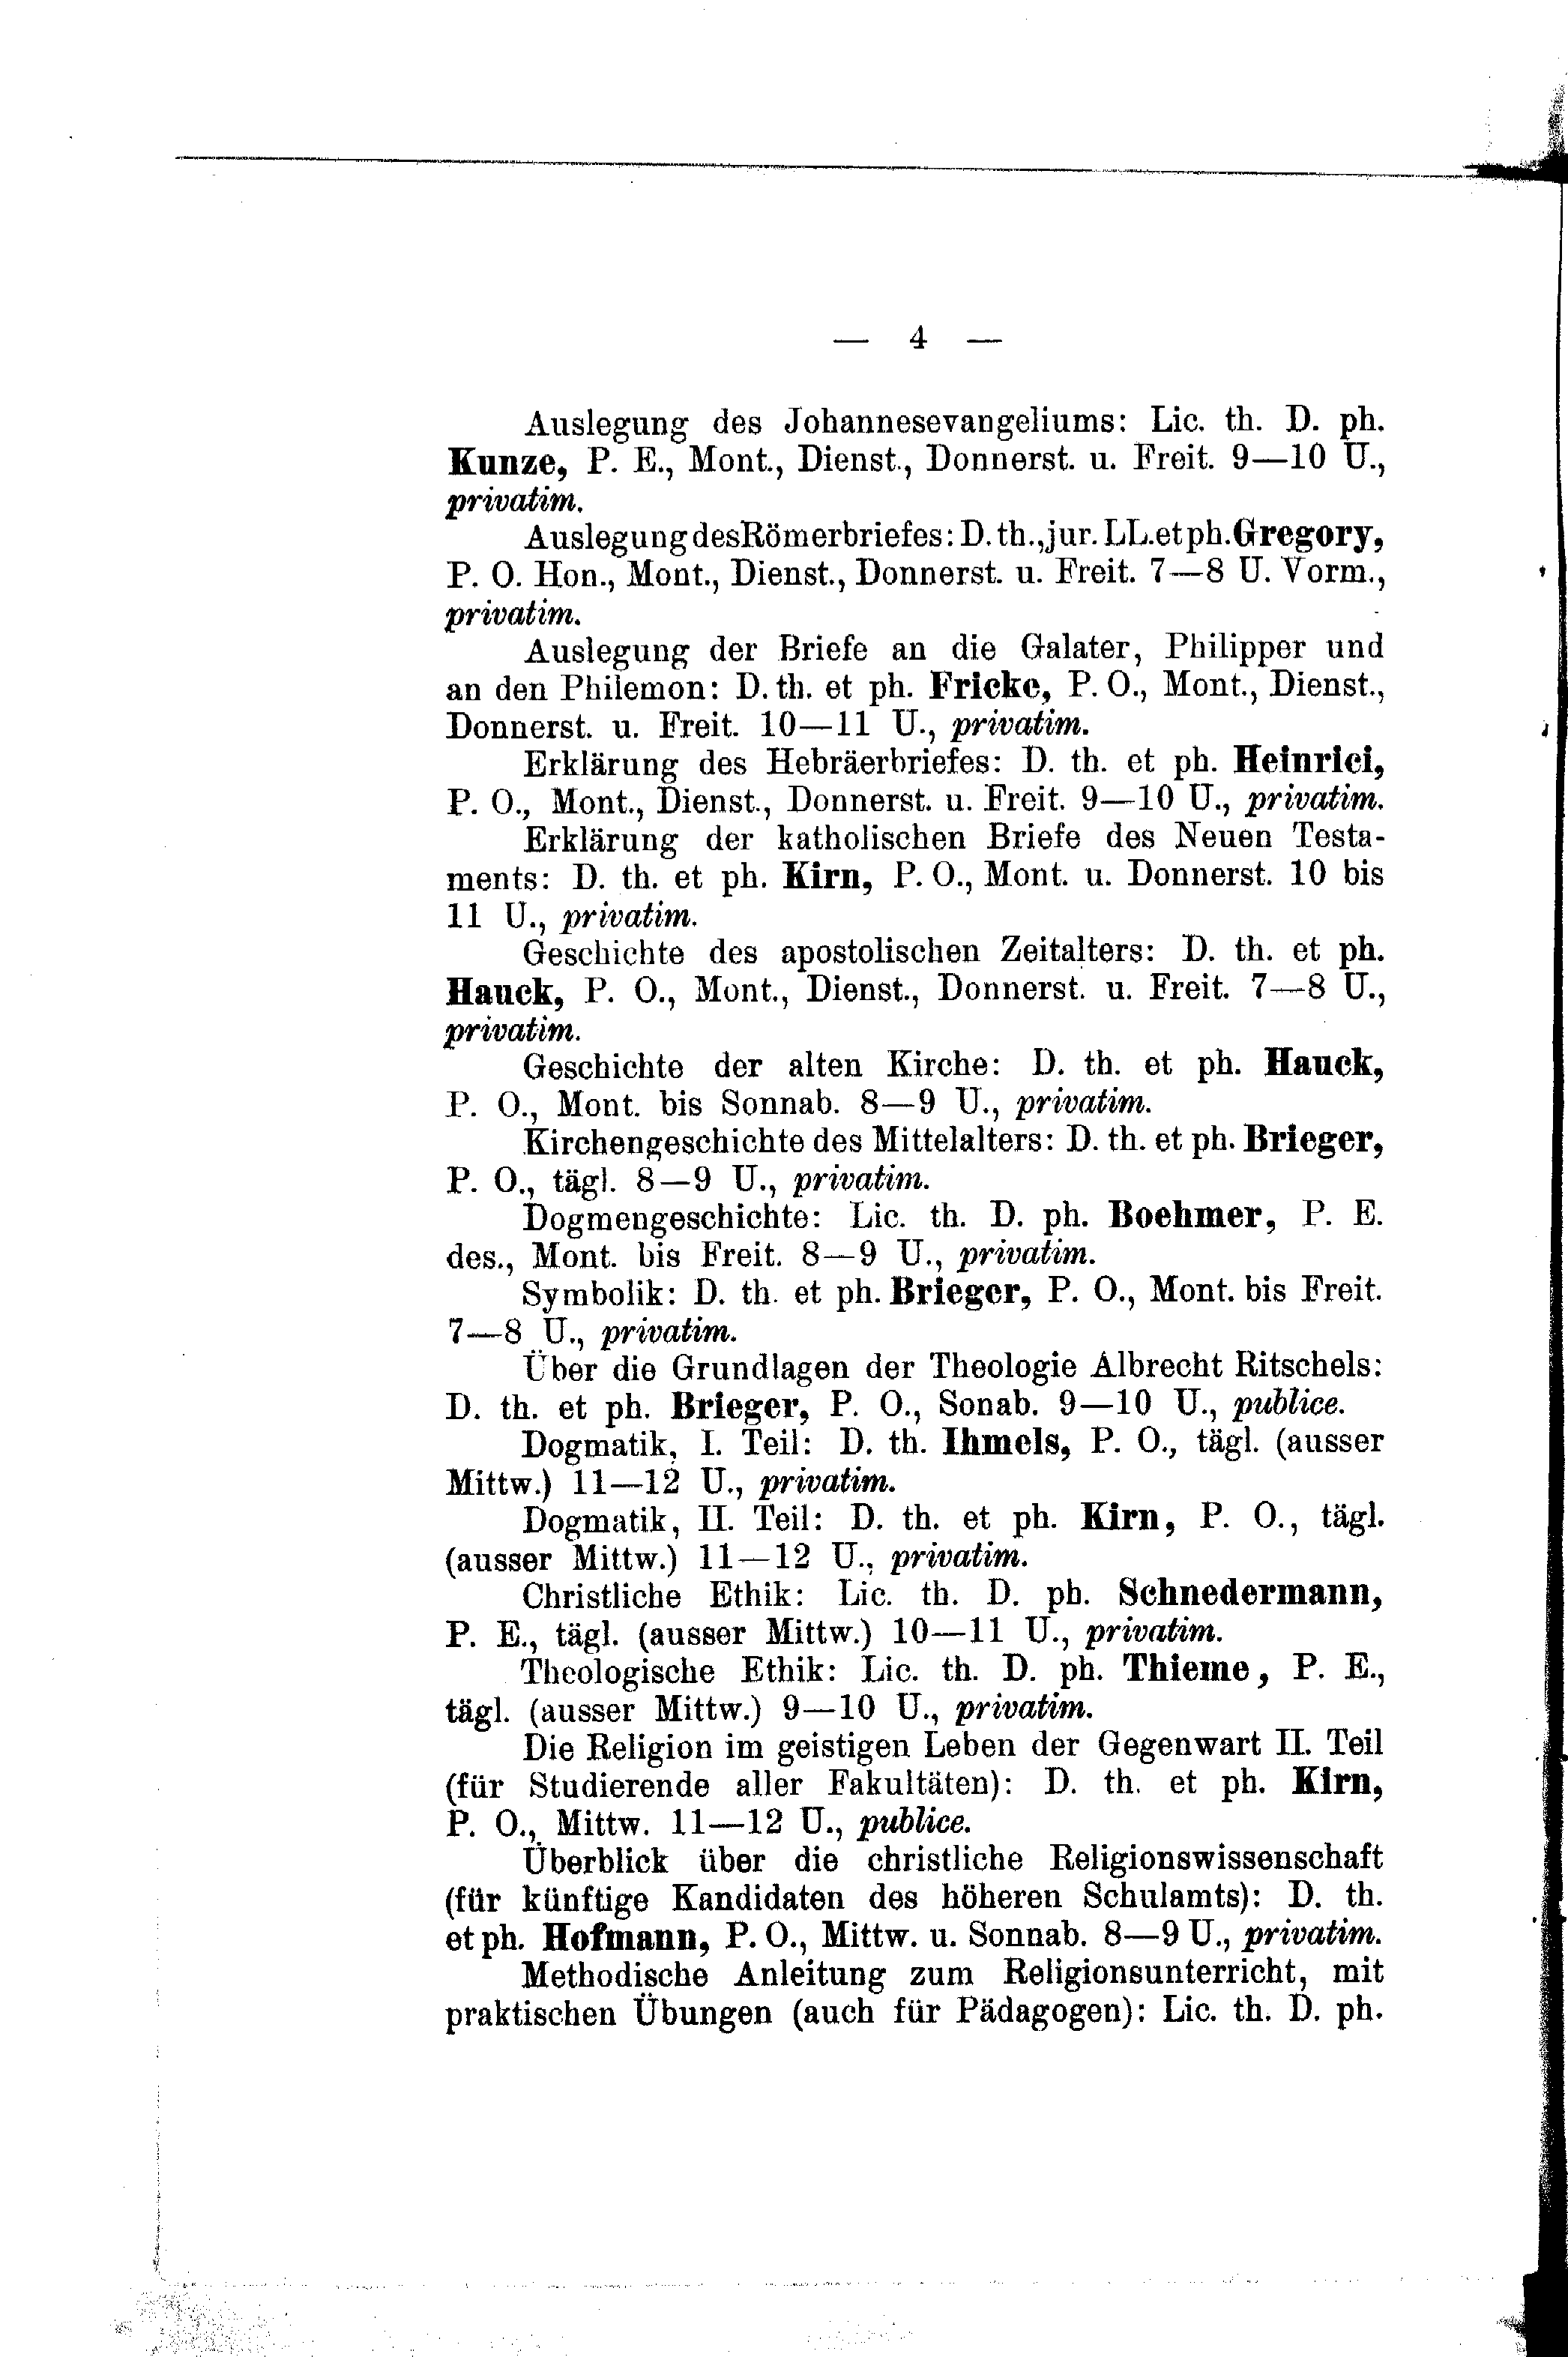 — 4 —
Auslegung des Johannesevangeliums: Lic. th. D. ph.
Kunze, P. E., Mont., Dienst., Donnerst. u. Freit. 9—10 U.,
privatim.
Auslegung des Römerbriefes: D. th., jur. LL. et ph. Gregory,
P. O. Hon., Mont., Dienst., Donnerst. u. Freit. 7—8 U. Vorm.,
privatim.
Auslegung der Briefe an die Galater, Philipper und
an den Philemon: D. th. et ph. Fricke, P. O., Mont., Dienst.,
Donnerst. u. Freit. 10—11 U., privatim.
Erklärung des Hebräerbriefes: D. th. et ph. Heinrici,
P. O., Mont., Dienst., Donnerst. u. Freit. 9—10 U., privatim.
Erklärung der katholischen Briefe des Neuen Testa-
ments: D. th. et ph. Kirn, P. O., Mont. u. Donnerst. 10 bis
11 U., privatim.
Geschichte des apostolischen Zeitalters: D. th. et ph.
Hauck, P. O., Mont., Dienst., Donnerst. u. Freit. 7—8 U.,
privatim.
Geschichte der alten Kirche: D. th. et ph. Hauck,
P. O., Mont. bis Sonnab. 8—9 U., privatim.
Kirchengeschichte des Mittelalters: D. th. et ph. Brieger,
P. O., tägl. 8—9 U., privatim.
Dogmengeschichte: Lic. th. D. ph. Boehmer, P. E.
des., Mont. bis Freit. 8—9 U., privatim.
Symbolik: D. th. et ph. Brieger, P. O., Mont. bis Freit.
7—8 U., privatim.
Über die Grundlagen der Theologie Albrecht Ritschels:
D. th. et ph. Brieger, P. O., Sonab. 9—10 U., publice.
Dogmatik, I. Teil: D. th. Ihmels, P. O., tägl. (ausser
Mittw.) 11—12 U., privatim.
Dogmatik, II. Teil: D. th. et ph. Kirn, P. O., tägl.
(ausser Mittw.) 11—12 U., privatim.
Christliche Ethik: Lic. th. D. ph. Schnedermann,
P. E., tägl. (ausser Mittw.) 10—11 U., privatim.
Theologische Ethik: Lic. th. D. ph. Thieme, P. E.,
tägl. (ausser Mittw.) 9—10 U., privatim.
Die Religion im geistigen Leben der Gegenwart II. Teil
(für Studierende aller Fakultäten): D. th. et ph. Kirn,
P. O., Mittw. 11—12 U., publice.
Überblick über die christliche Religionswissenschaft
(für künftige Kandidaten des höheren Schulamts): D. th.
et ph. Hofmann, P. O., Mittw. u. Sonnab. 8—9 U., privatim.
Methodische Anleitung zum Religionsunterricht, mit
praktischen Übungen (auch für Pädagogen): Lic. th. D. ph.